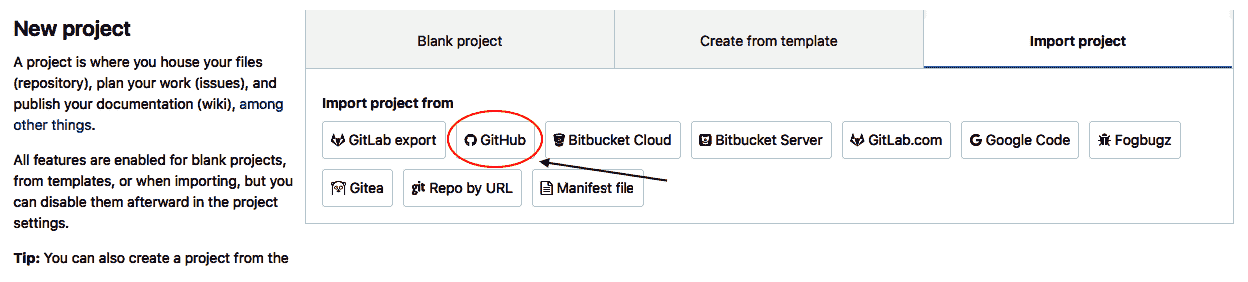 New project
A project is where you house your files
(repository), plan your work (issues), and
publish your documentation (wiki), among
other things.
All features are enabled for blank projects,
from templates, or when importing, but you
can disable them afterward in the project
settings.
Tip: You can also create a project from the
Blank project
Create from template
Import project
Import project from
GitLab export
GitHub
Bitbucket Cloud
Bitbucket Server
GitLab.com
Google Code
Fogbugz
Gitea
git Repo by URL
Manifest file